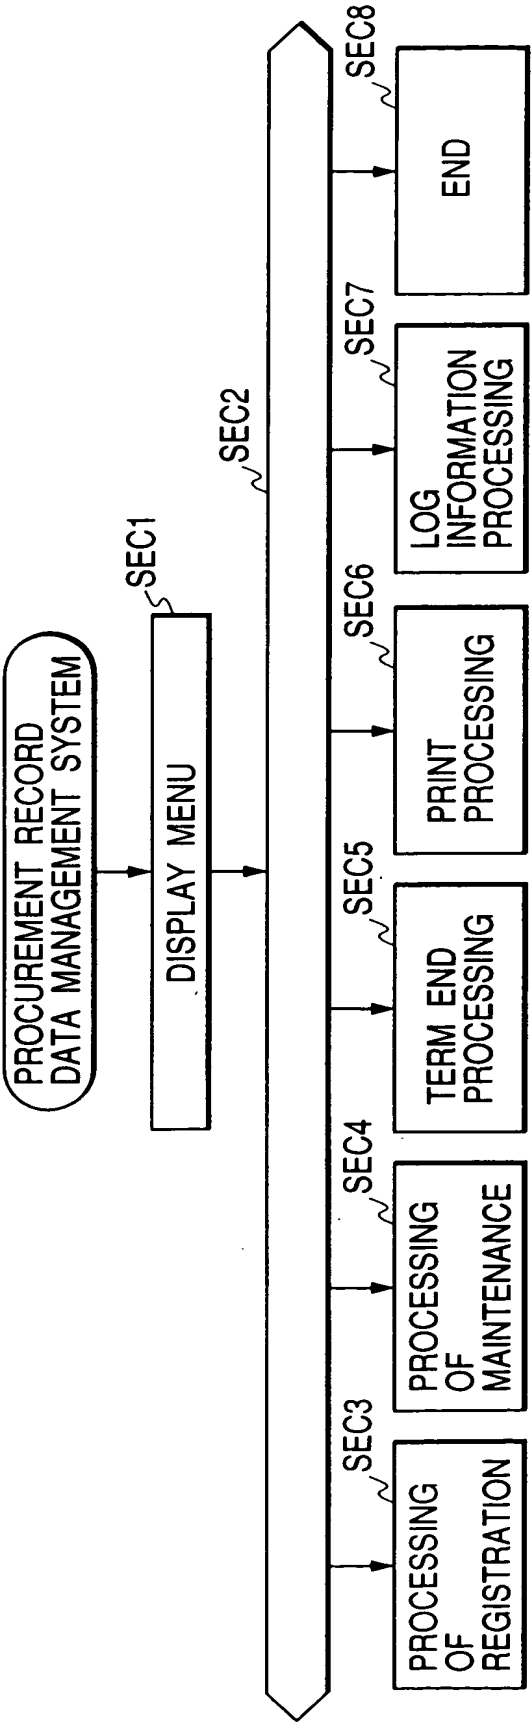 PROCUREMENT RECORD
DATA MANAGEMENT SYSTEM
SEC1
DISPLAY MENU
SEC2
SEC3
PROCESSING
OF
REGISTRATION
SEC4
PROCESSING
OF
MAINTENANCE
SEC5
TERM END
PROCESSING
SEC6
PRINT
PROCESSING
SEC7
LOG
INFORMATION
PROCESSING
SEC8
END